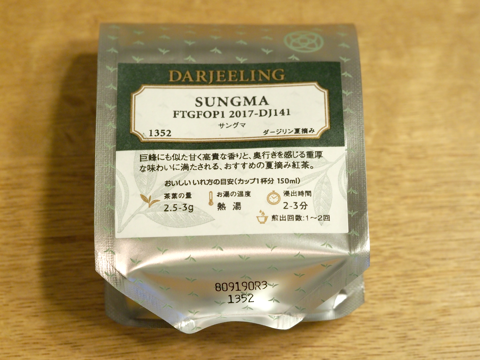 DARJEELING
SUNGMA
FTGFOP1 2017-DJ141
サングマ
1352 ダージリン夏摘み
巨峰にも似た甘く高貴な香りと、奥行きを感じる重厚
な味わいに満たされる、おすすめの夏摘み紅茶。
おいしいいれ方の目安(カップ1杯分 150ml)
茶葉の量 お湯の温度 浸出時間
2.5-3g 熱湯 2-3分
煎出回数:1~2回
809190R3
1352